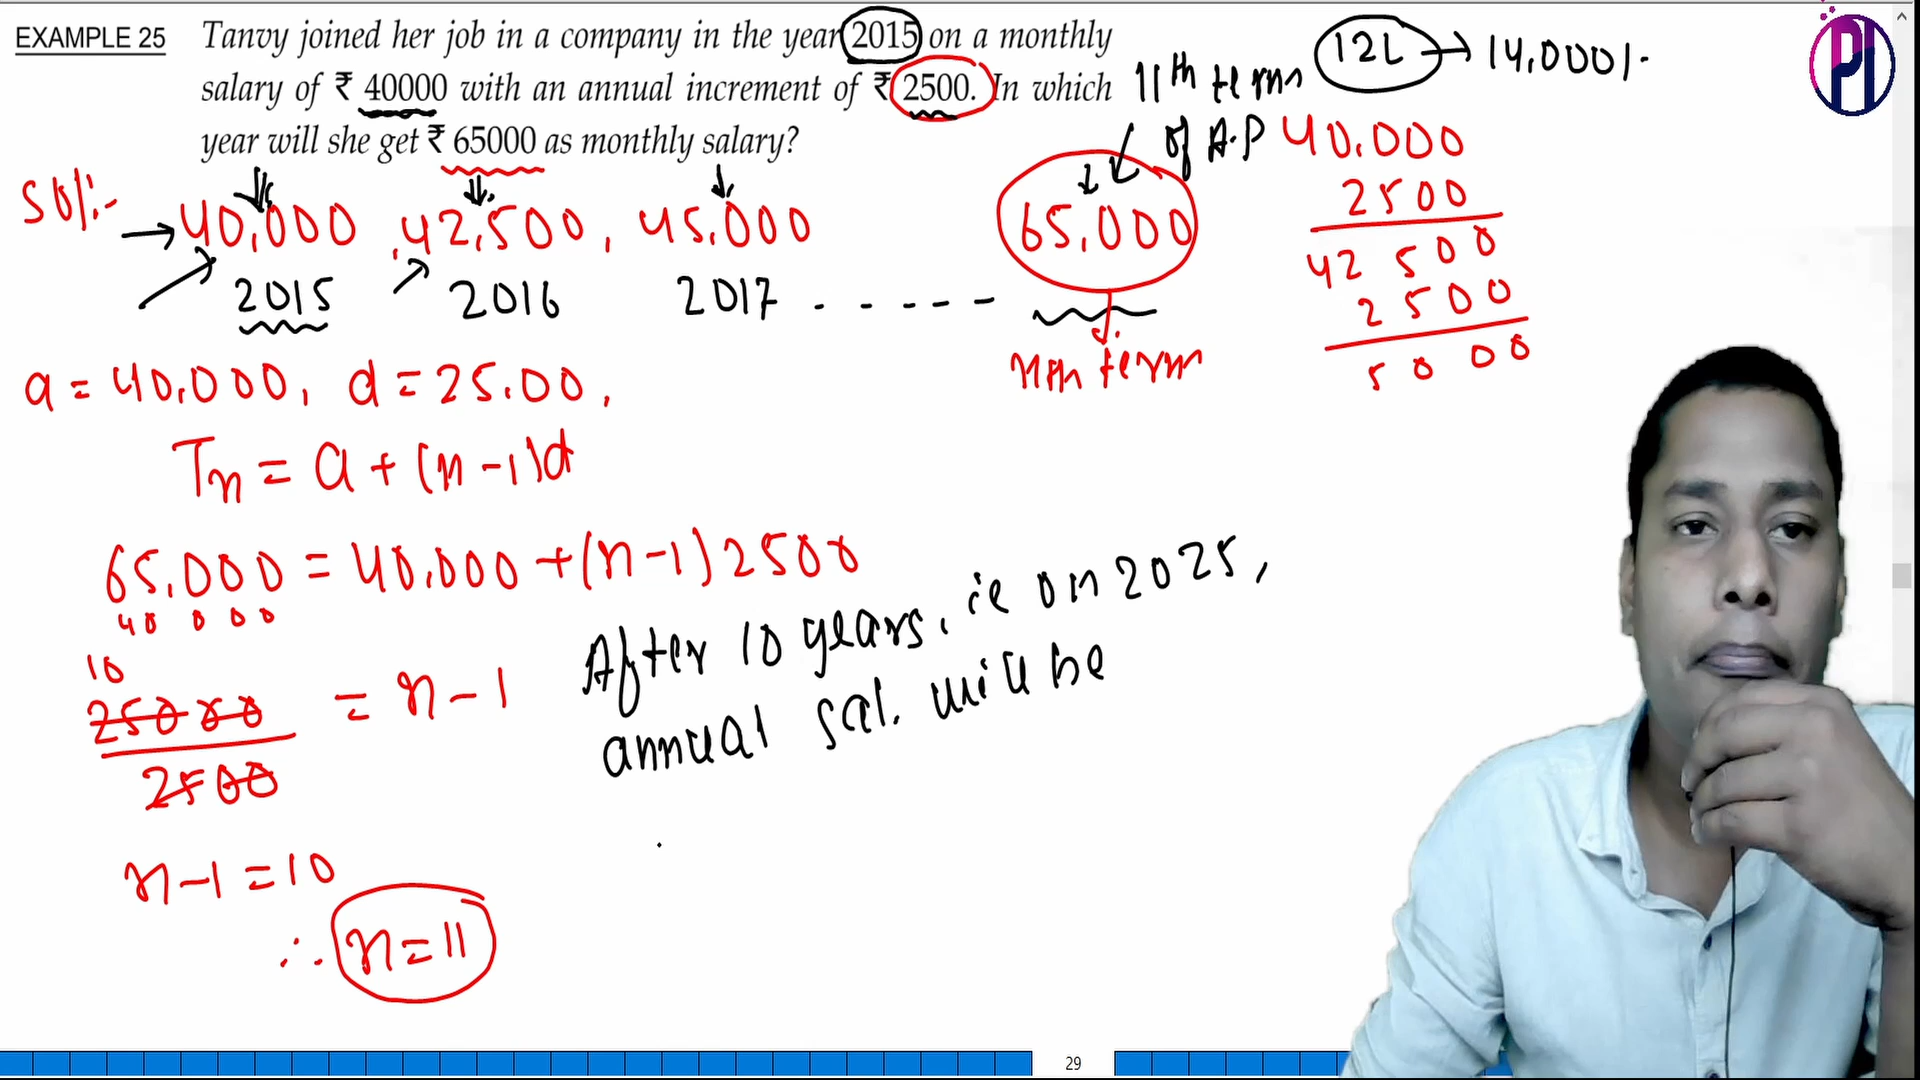 EXAMPLE 25 Tanvy joined her job in a company in the year 2015 on a monthly
salary of ₹ 40000 with an annual increment of ₹ 2500. In which
year will she get ₹ 65000 as monthly salary?
12L → 14,000/-
11th term
of A.P
Sol:-
→ 40,000, 42,500, 45,000
65,000
2015 2016 2017 - - - - - -
nth term
40,000
2500
42500
2500
5000
a = 40,000, d = 25,00,
Tn = a + (n-1)d
65,000 = 40,000 + (n-1) 2500
40000
10
25000 = n-1
2500
n-1 = 10
∴ n = 11
After 10 years, ie on 2025,
annual sal. will be
PI
29